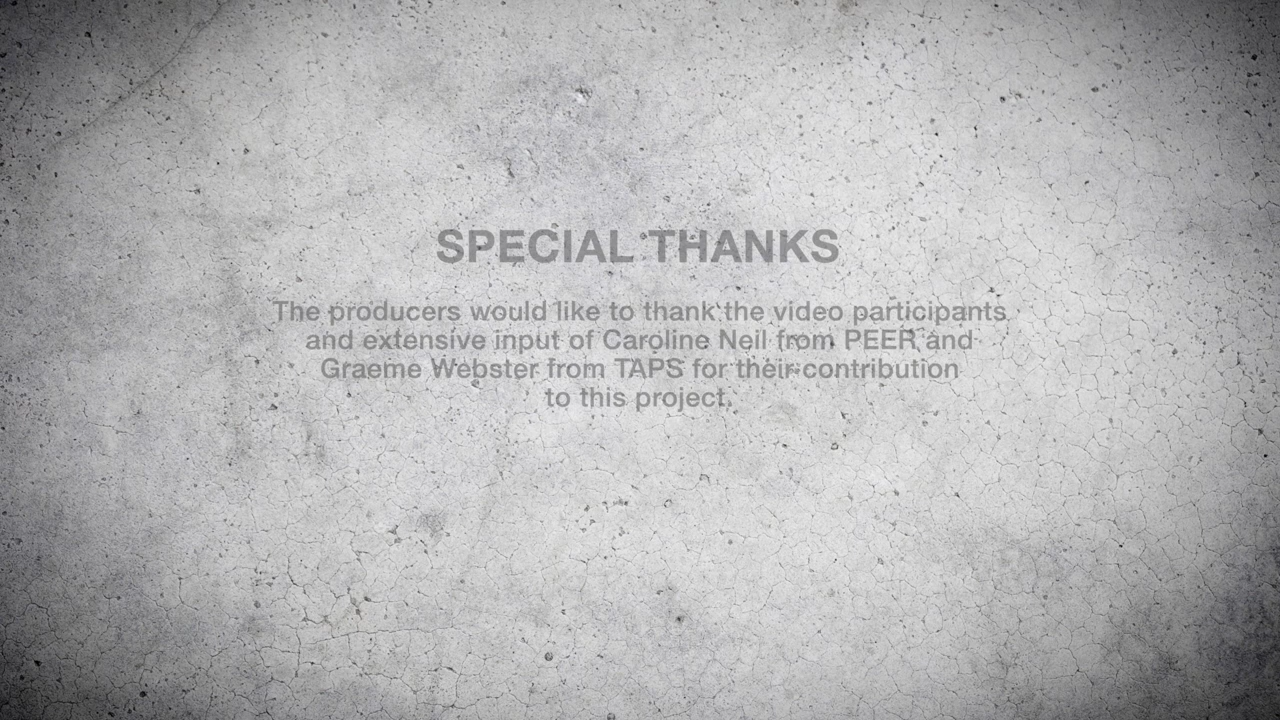 SPECIAL THANKS
The producers would like to thank the video participants
and extensive input of Caroline Neil from PEER and
Graeme Webster from TAPS for their contribution
to this project.